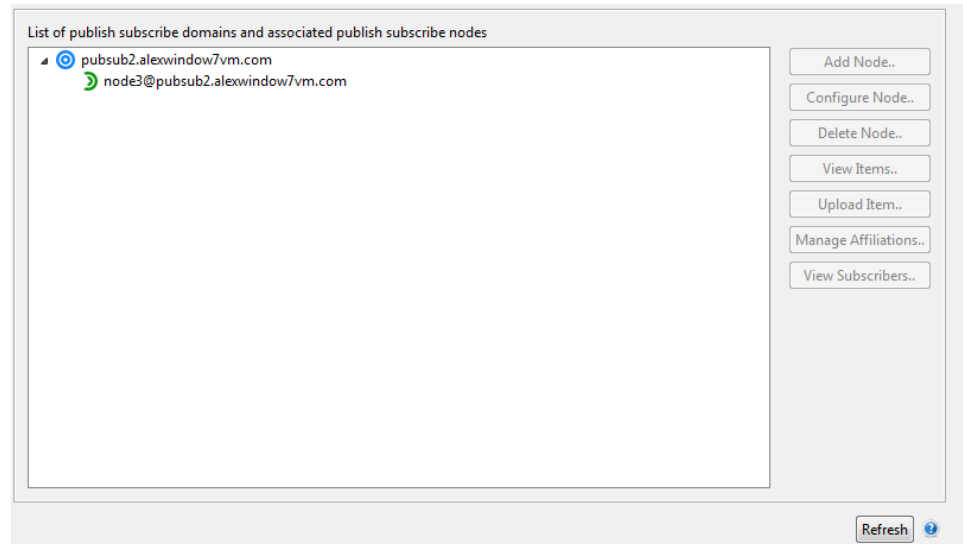 List of publish subscribe domains and associated publish subscribe nodes
pubsub2.alexwindow7vm.com
node3@pubsub2.alexwindow7vm.com
Add Node..
Configure Node..
Delete Node..
View Items..
Upload Item..
Manage Affiliations..
View Subscribers..
Refresh